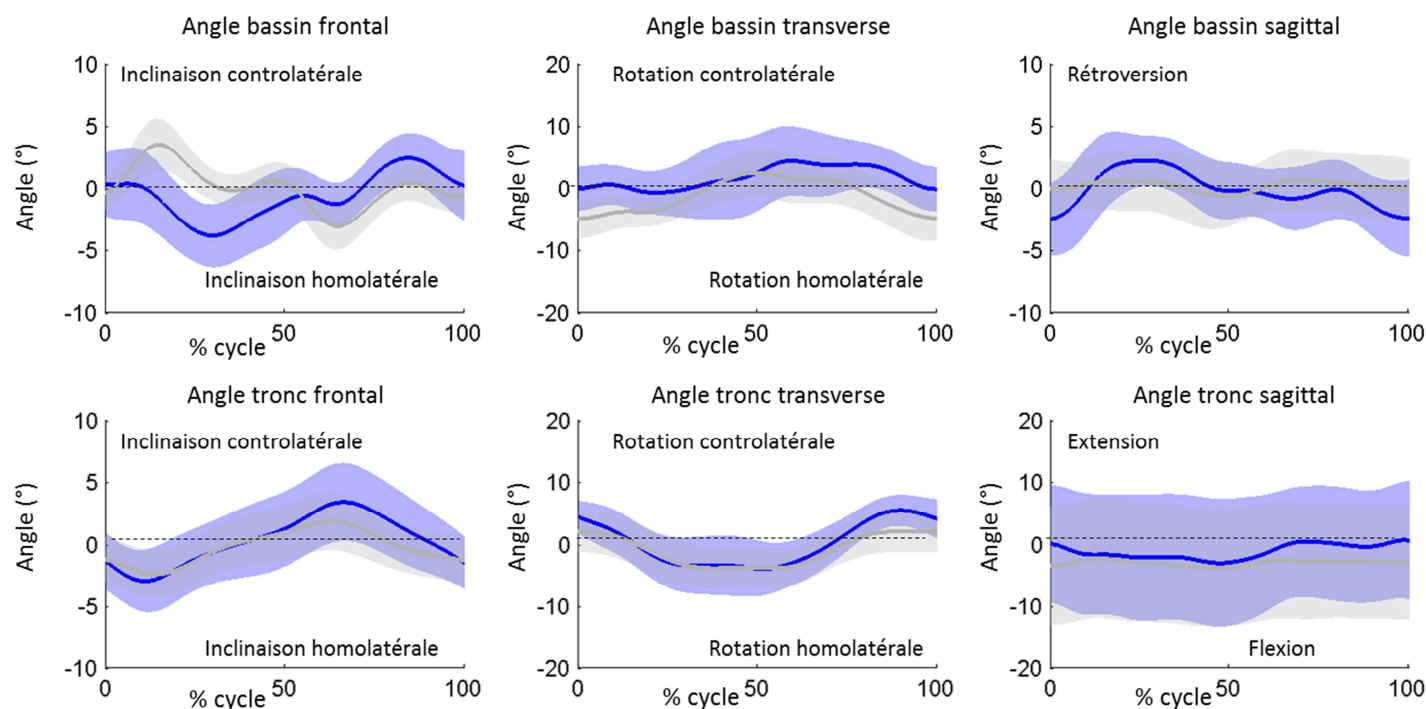 Angle bassin frontal
Angle bassin transverse
Angle bassin sagittal
10
Inclinaison controlatérale
20
Rotation controlatérale
10
Rétroversion
5
10
5
Angle (°)
0
Angle (°)
0
Angle (°)
0
-5
-10
-5
Inclinaison homolatérale
Rotation homolatérale
-10
-20
-10
0
50
100
0
50
100
0
50
100
% cycle
% cycle
% cycle
Angle tronc frontal
Angle tronc transverse
Angle tronc sagittal
10
Inclinaison controlatérale
20
Rotation controlatérale
20
Extension
5
10
10
Angle (°)
0
Angle (°)
0
Angle (°)
0
-5
-10
-10
Inclinaison homolatérale
Rotation homolatérale
Flexion
-10
-20
-20
0
50
100
0
50
100
0
50
100
% cycle
% cycle
% cycle